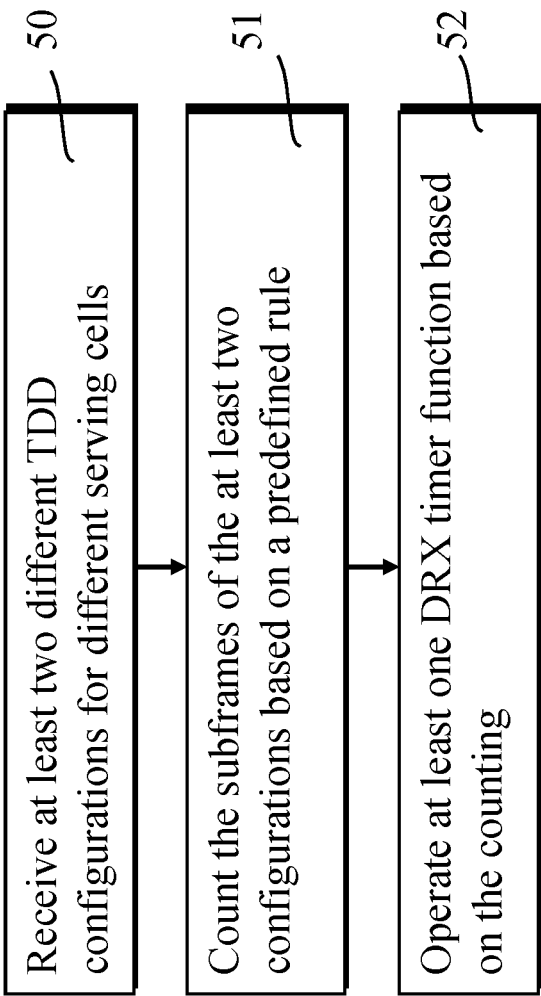 Receive at least two different TDD
configurations for different serving cells
50
Count the subframes of the at least two
configurations based on a predefined rule
51
Operate at least one DRX timer function based
on the counting
52